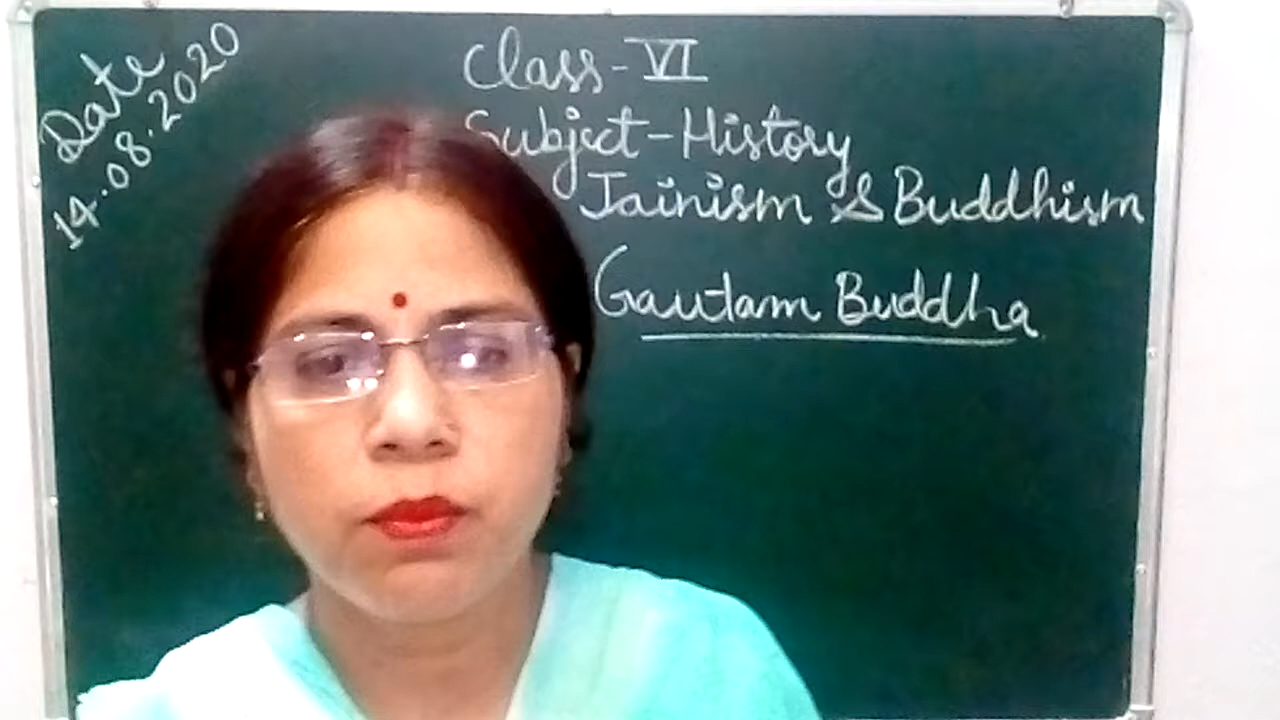 Date
14.08.2020
Class-VI
Subject-History
Jainism & Buddhism
Gautam Buddha